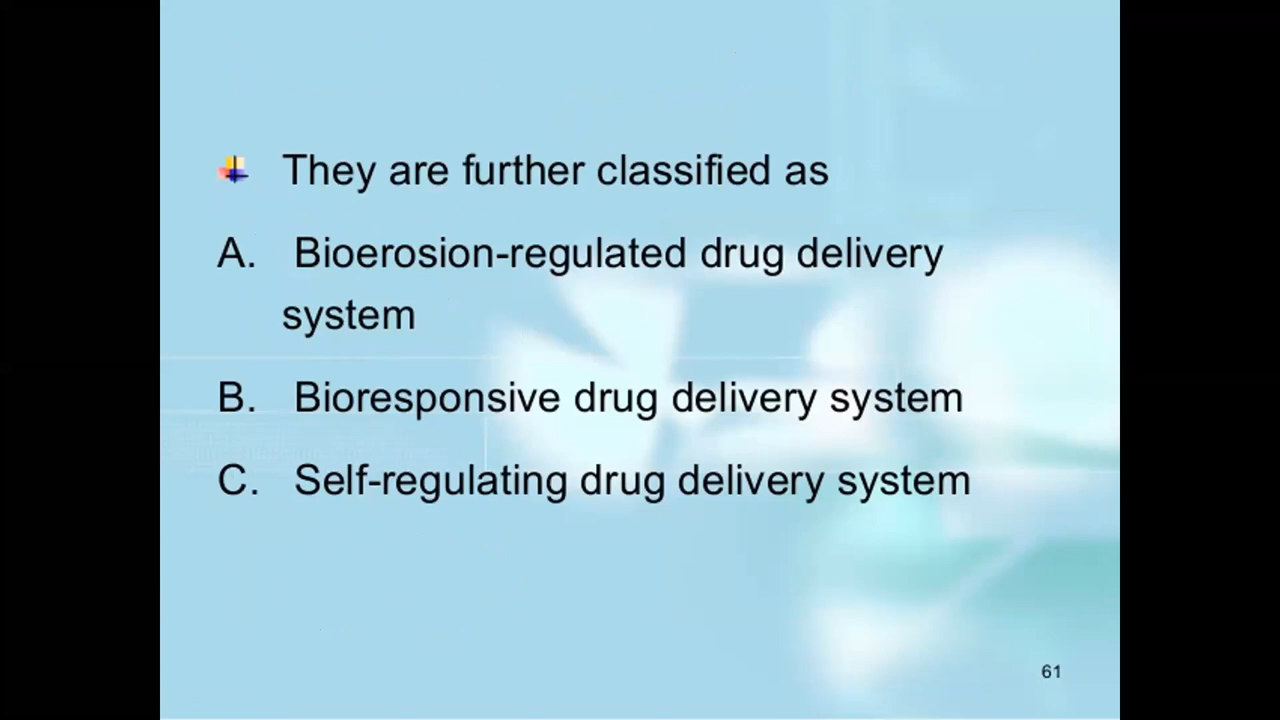 They are further classified as
A. Bioerosion-regulated drug delivery
system
B. Bioresponsive drug delivery system
C. Self-regulating drug delivery system
61